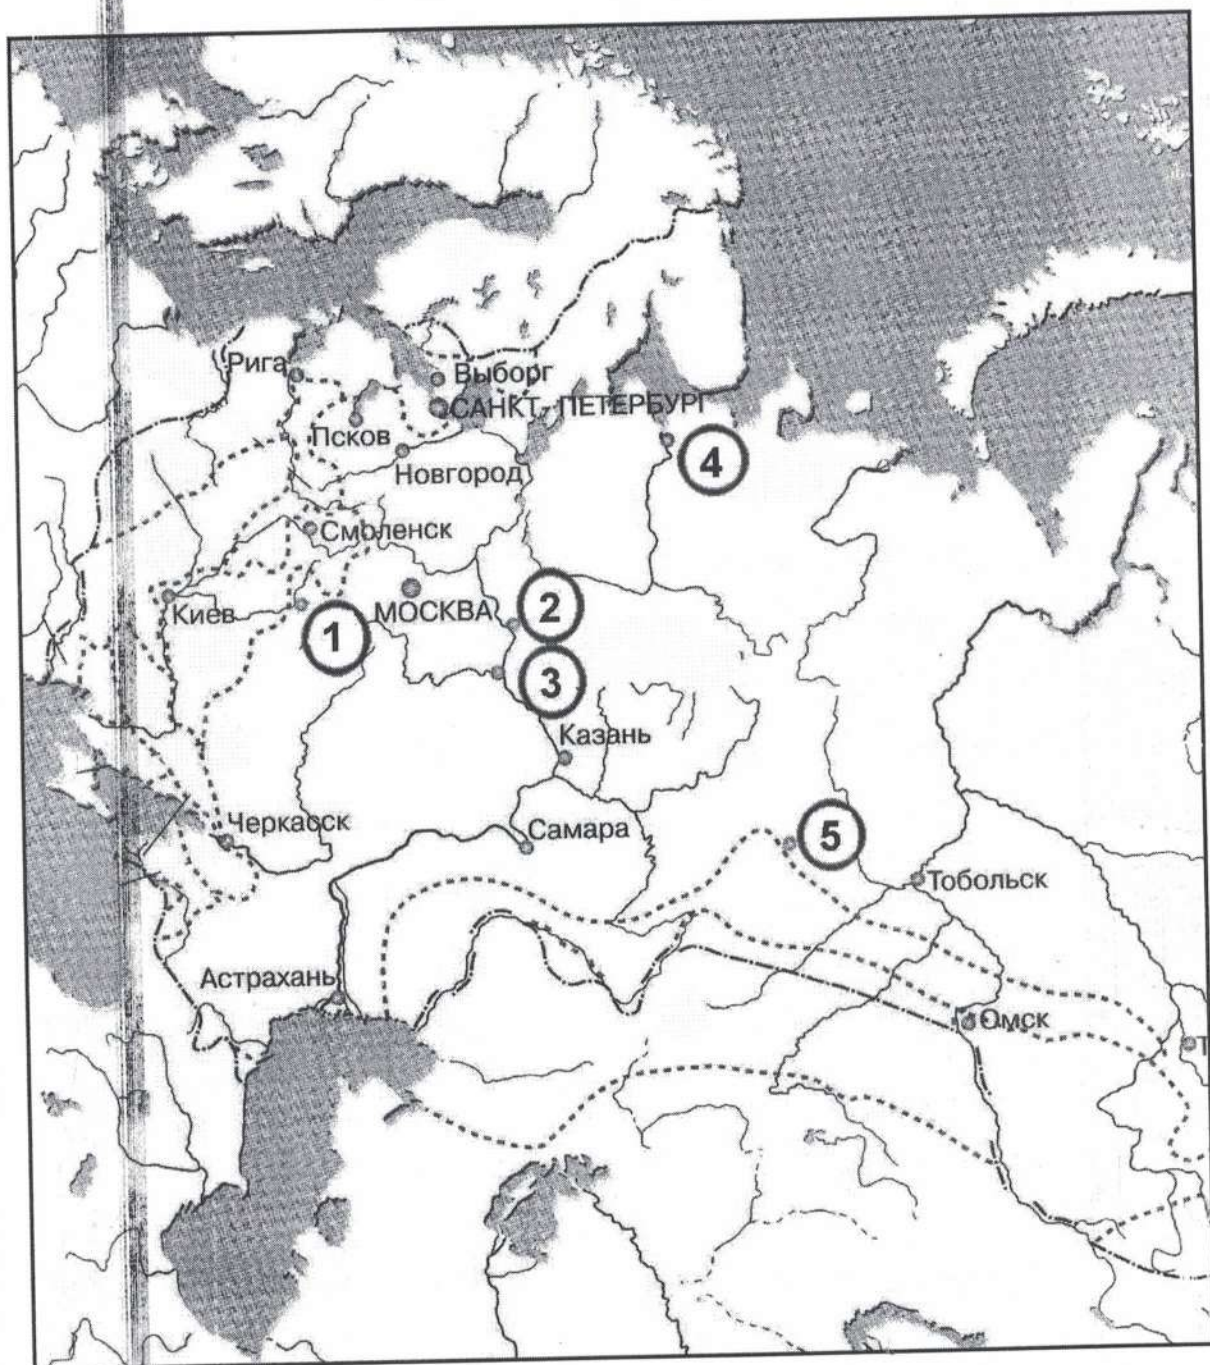 Рига
Выборг
САНКТ-ПЕТЕРБУРГ
Псков
4
Новгород
Смоленск
Киев
МОСКВА
2
1
3
Казань
Черкасск
Самара
5
Тобольск
Астрахань
Омск
Т